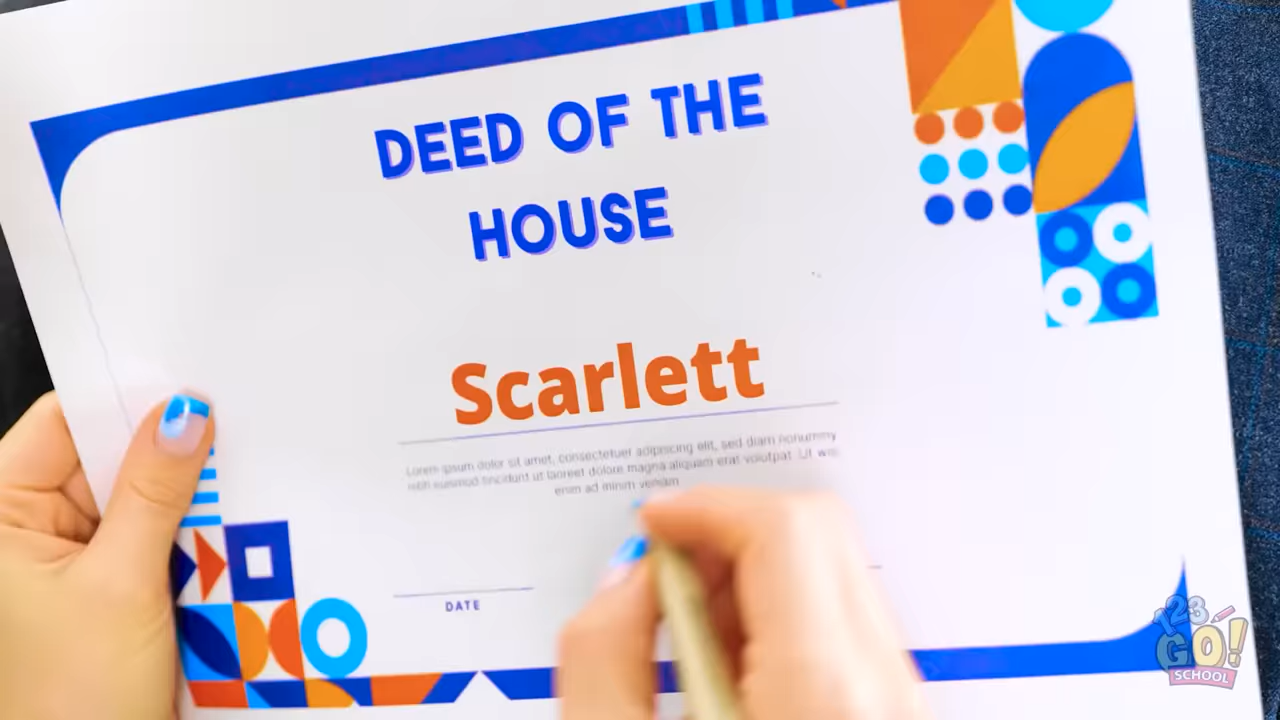 DEED OF THE
HOUSE
Scarlett
Lorem ipsum dolor sit amet, consectetuer adipiscing elit, sed diam nonummy
nibh euismod tincidunt ut laoreet dolore magna aliquam erat volutpat. Ut wisi
enim ad minim veniam
DATE
123
GO!
SCHOOL